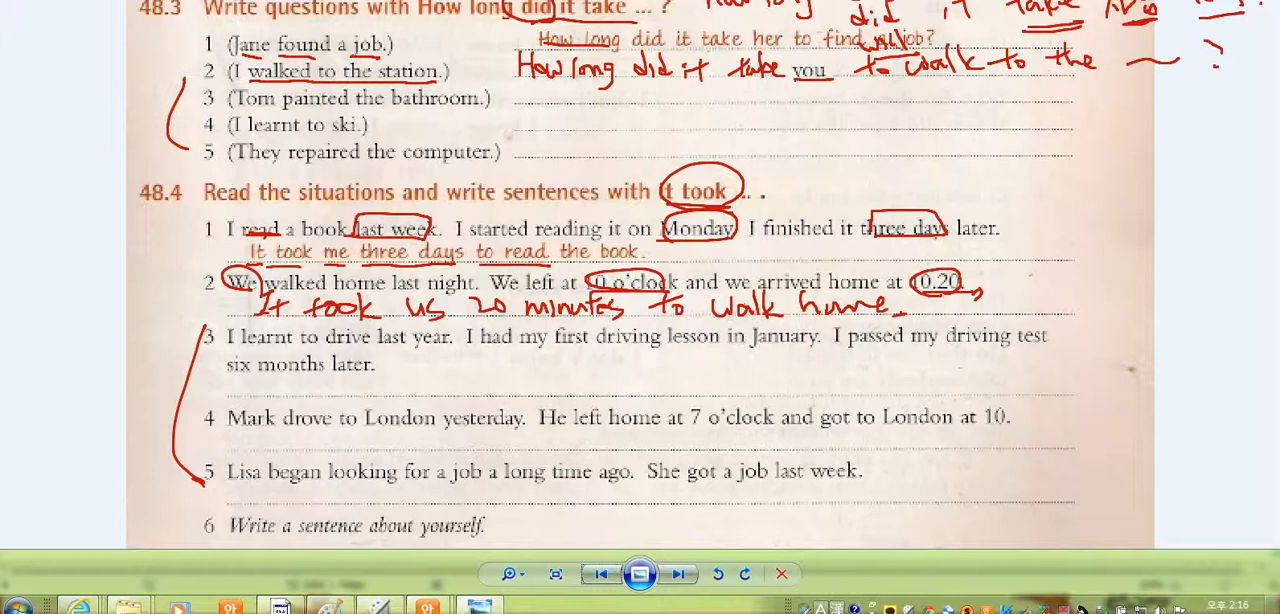 48.3 Write questions with How long did it take ... ?
did it take
1 (Jane found a job.) How long did it take her to find a job?
2 (I walked to the station.) How long did it take you to walk to the ~ ?
3 (Tom painted the bathroom.)
4 (I learnt to ski.)
5 (They repaired the computer.)
48.4 Read the situations and write sentences with it took ... .
1 I read a book last week. I started reading it on Monday. I finished it three days later.
It took me three days to read the book.
2 We walked home last night. We left at 10 o'clock and we arrived home at 10.20.
It took us 20 minutes to walk home.
3 I learnt to drive last year. I had my first driving lesson in January. I passed my driving test
six months later.
4 Mark drove to London yesterday. He left home at 7 o'clock and got to London at 10.
5 Lisa began looking for a job a long time ago. She got a job last week.
6 Write a sentence about yourself.
오후 2:16